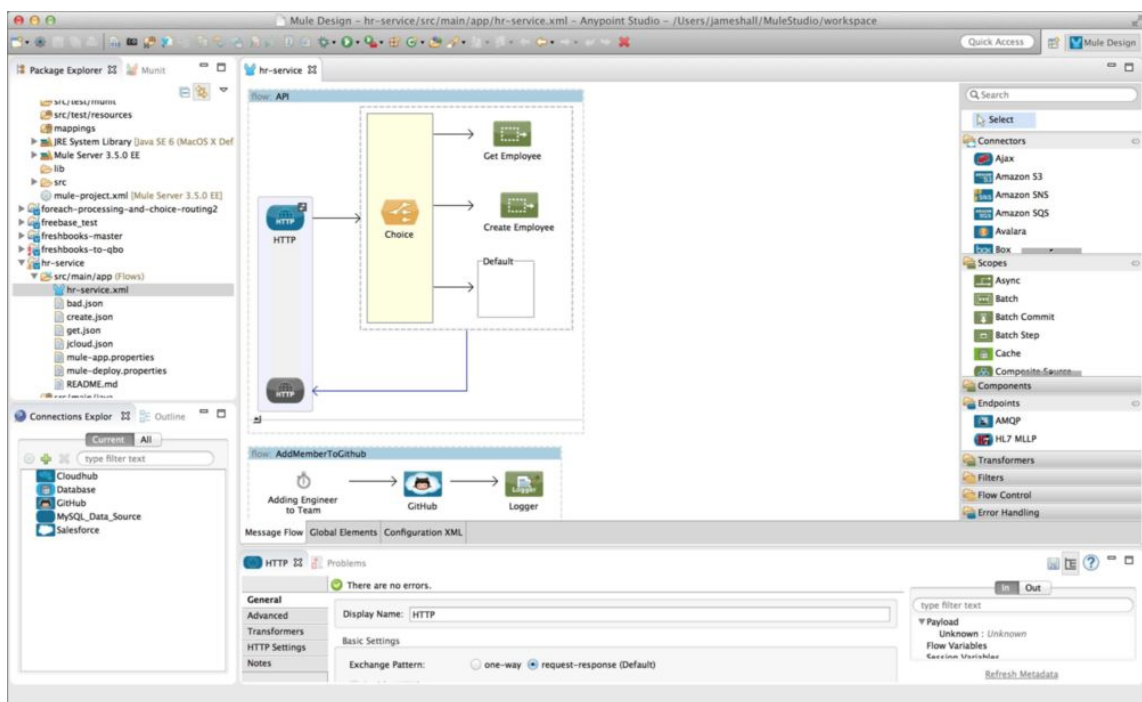 Mule Design - hr-service/src/main/app/hr-service.xml - Anypoint Studio - /Users/jameshall/MuleStudio/workspace
Quick Access
Mule Design
Package Explorer
Munit
src/test/munit
src/test/resources
mappings
JRE System Library [Java SE 6 (MacOS X Def
Mule Server 3.5.0 EE
lib
src
mule-project.xml [Mule Server 3.5.0 EE]
foreach-processing-and-choice-routing2
freebase_test
freshbooks-master
freshbooks-to-qbo
hr-service
src/main/app (Flows)
hr-service.xml
bad.json
create.json
get.json
jcloud.json
mule-app.properties
mule-deploy.properties
README.md
src/main/java
Connections Explor
Outline
Current All
type filter text
Cloudhub
Database
GitHub
MySQL_Data_Source
Salesforce
hr-service
flow: API
HTTP
HTTP
Choice
Get Employee
Create Employee
Default
HTTP
flow: AddMemberToGithub
Adding Engineer
to Team
GitHub
Logger
Logger
Message Flow Global Elements Configuration XML
Search
Select
Connectors
Ajax
Amazon S3
Amazon SNS
Amazon SQS
Avalara
Box
Scopes
Async
Batch
Batch Commit
Batch Step
Cache
Composite Source
Components
Endpoints
AMQP
HL7 MLLP
Transformers
Filters
Flow Control
Error Handling
HTTP
Problems
There are no errors.
General
Advanced
Transformers
HTTP Settings
Notes
Display Name: HTTP
Basic Settings
Exchange Pattern: one-way request-response (Default)
In Out
type filter text
Payload
Unknown : Unknown
Flow Variables
Session Variables
Refresh Metadata